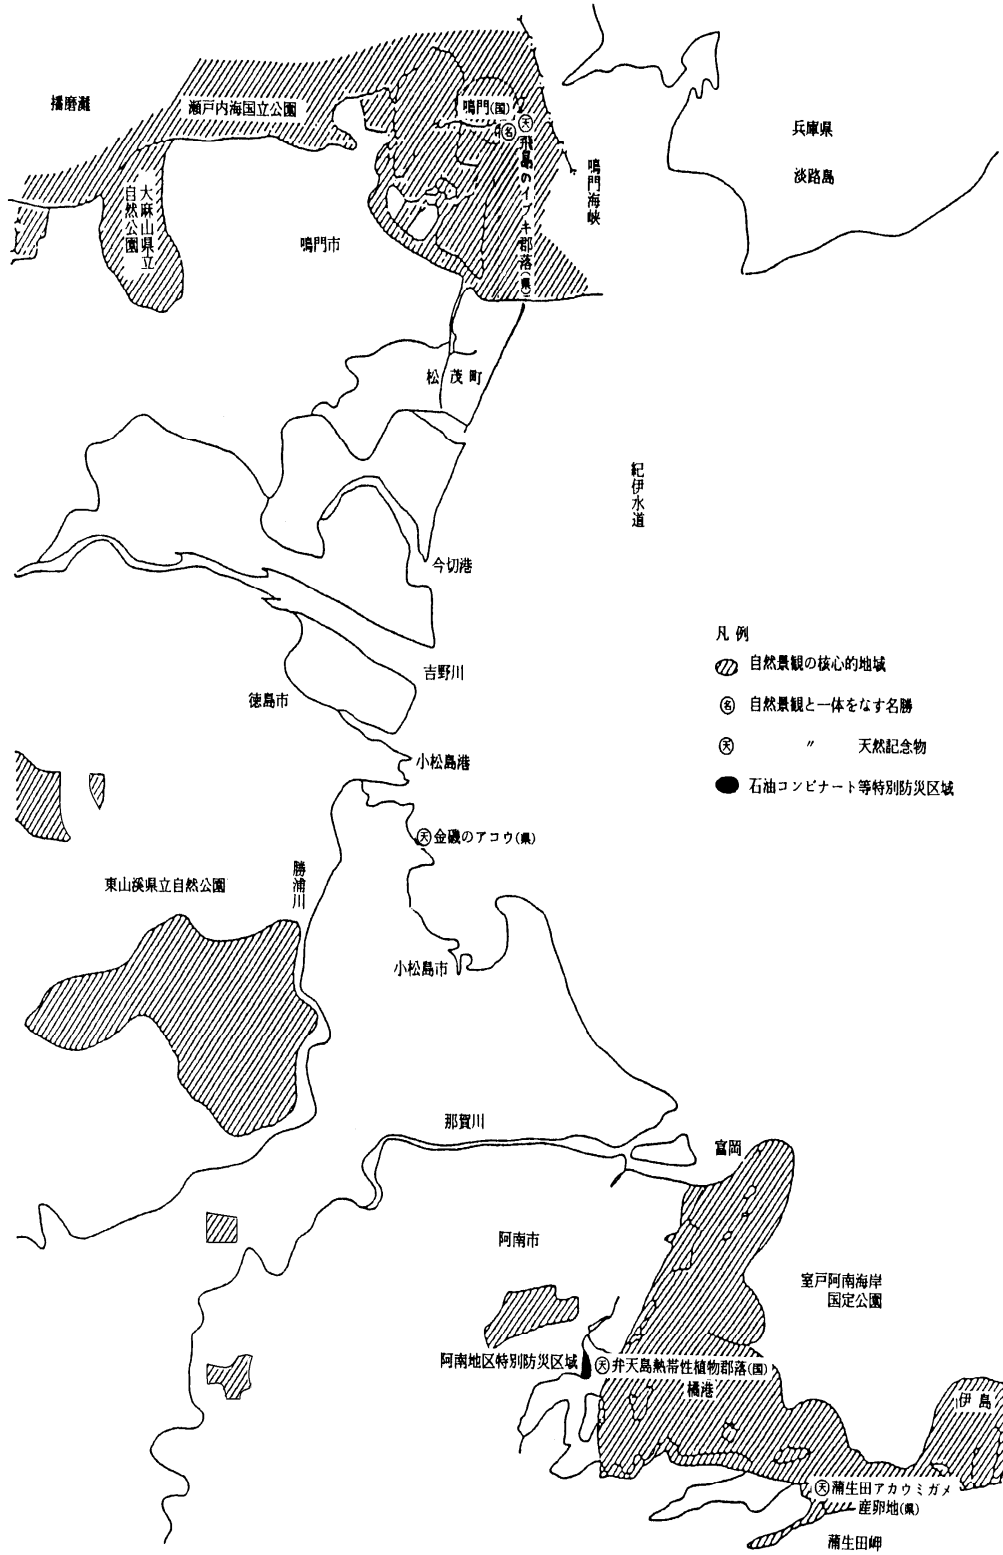 播磨灘
瀬戸内海国立公園
鳴門(国)
名
天
飛島のイブキ郡落(県)
鳴門海峡
兵庫県
淡路島
大麻山県立
自然公園
鳴門市
松茂町
紀伊水道
今切港
吉野川
徳島市
小松島港
凡例
自然景観の核心的地域
名 自然景観と一体をなす名勝
天 〃 天然記念物
石油コンビナート等特別防災区域
天 金磯のアコウ(県)
勝浦川
東山渓県立自然公園
小松島市
那賀川
富岡
阿南市
室戸阿南海岸
国定公園
阿南地区特別防災区域
天 弁天島熱帯性植物郡落(国)
橘港
伊島
天 蒲生田アカウミガメ
産卵地(県)
蒲生田岬